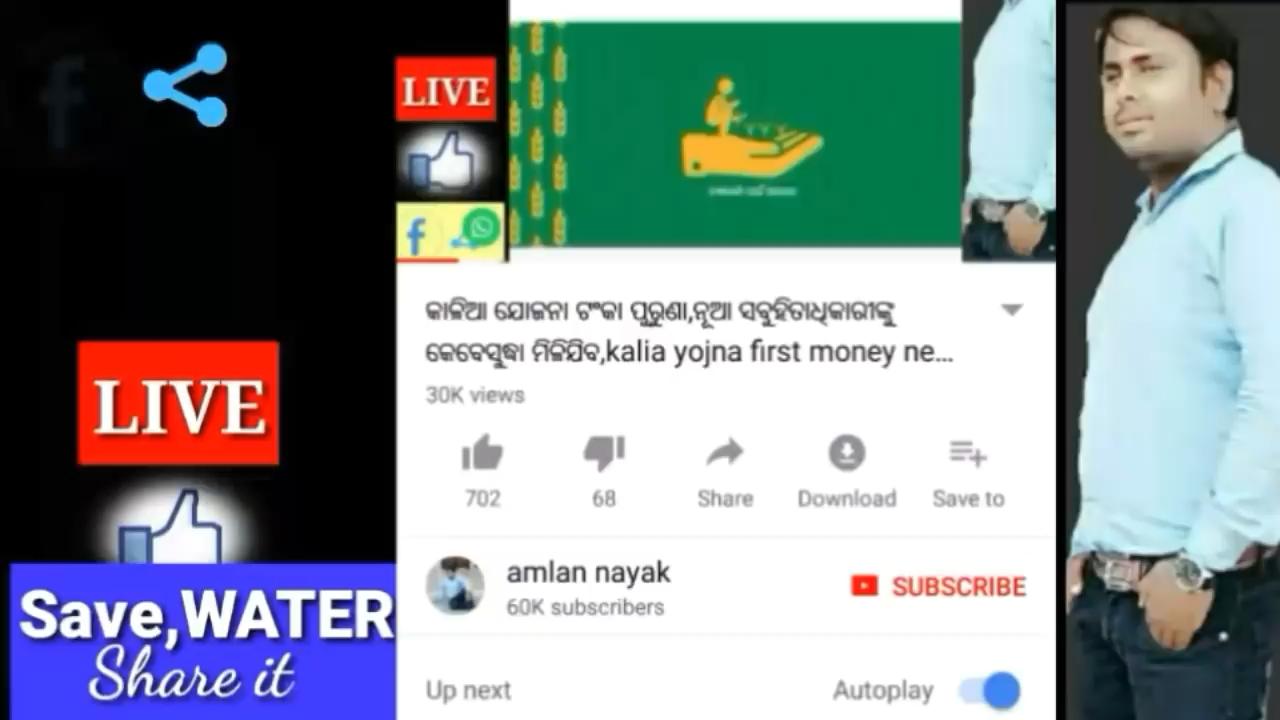 LIVE
LIVE
Save,WATER
Share it
କାଳିଆ ଯୋଜନା ଟଂକା ପୁରୁଣା,ନୂଆ ସବୁହିତାଧିକାରୀଙ୍କୁ
କେବେସୁଦ୍ଧା ମିଳିଯିବ,kalia yojna first money ne...
30K views
702
68
Share
Download
Save to
amlan nayak
60K subscribers
SUBSCRIBE
Up next
Autoplay